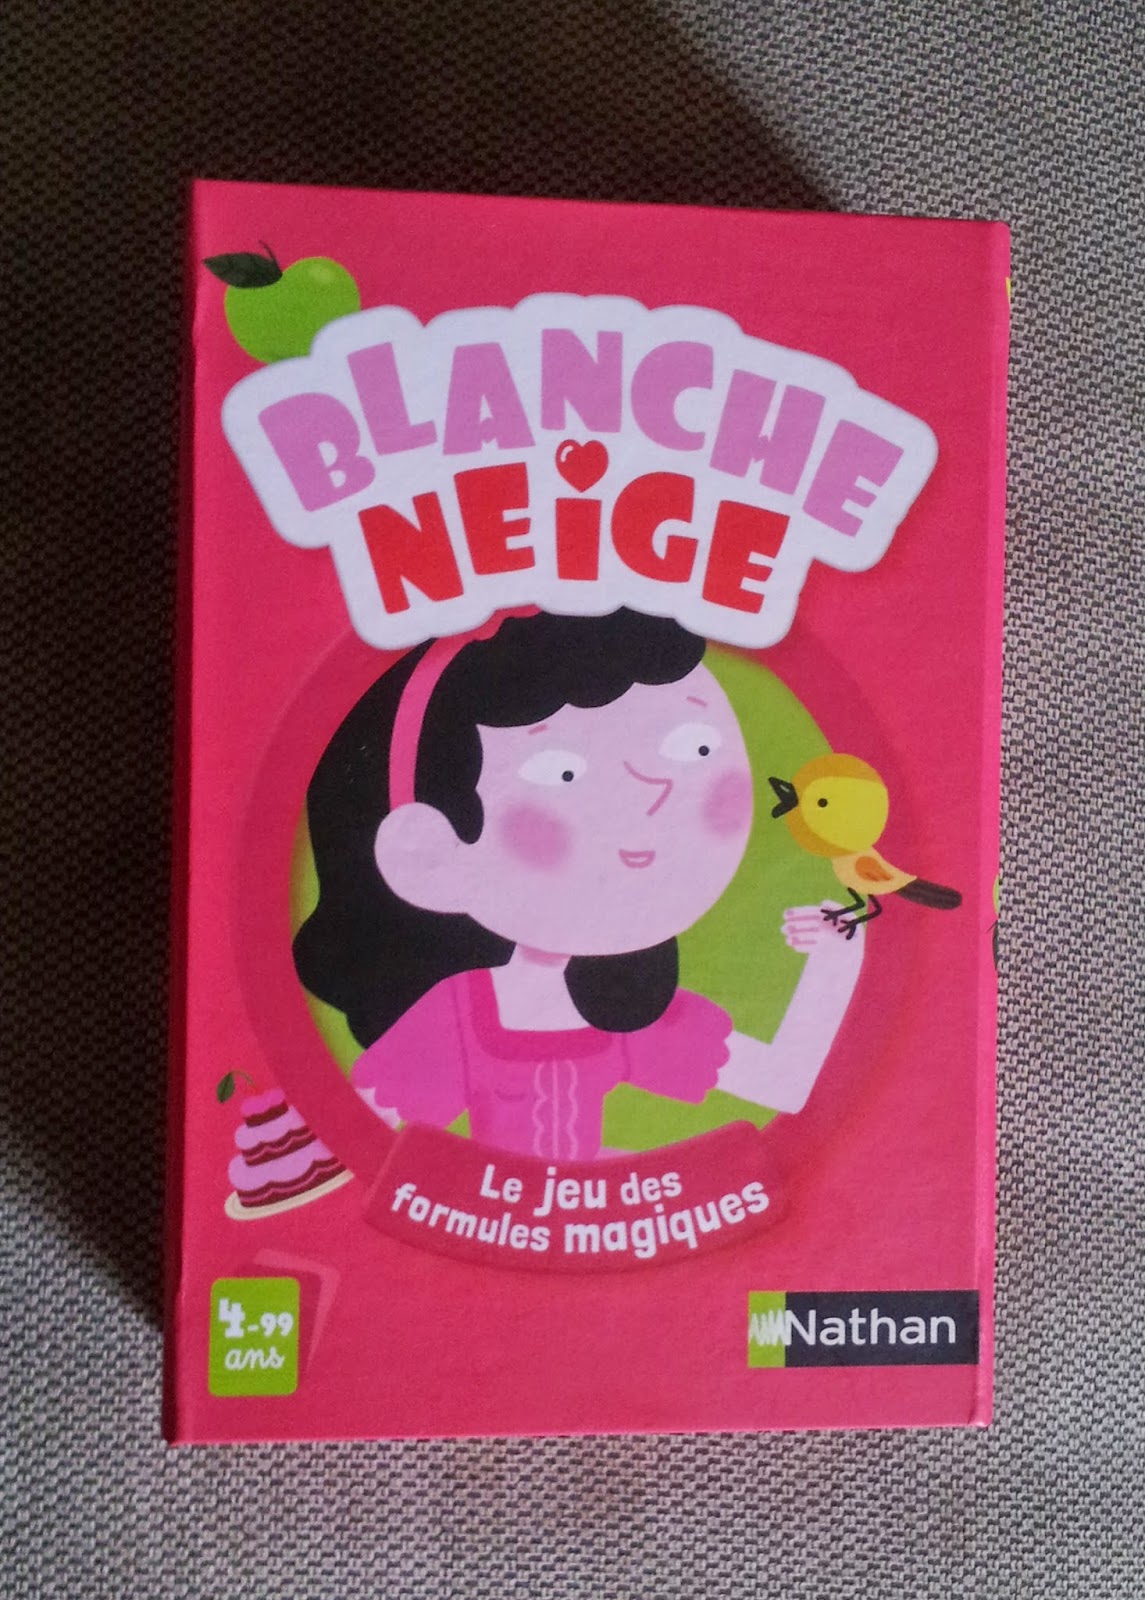 BLANCHE
NEiGE
Le jeu des
formules magiques
4-99
ans
Nathan